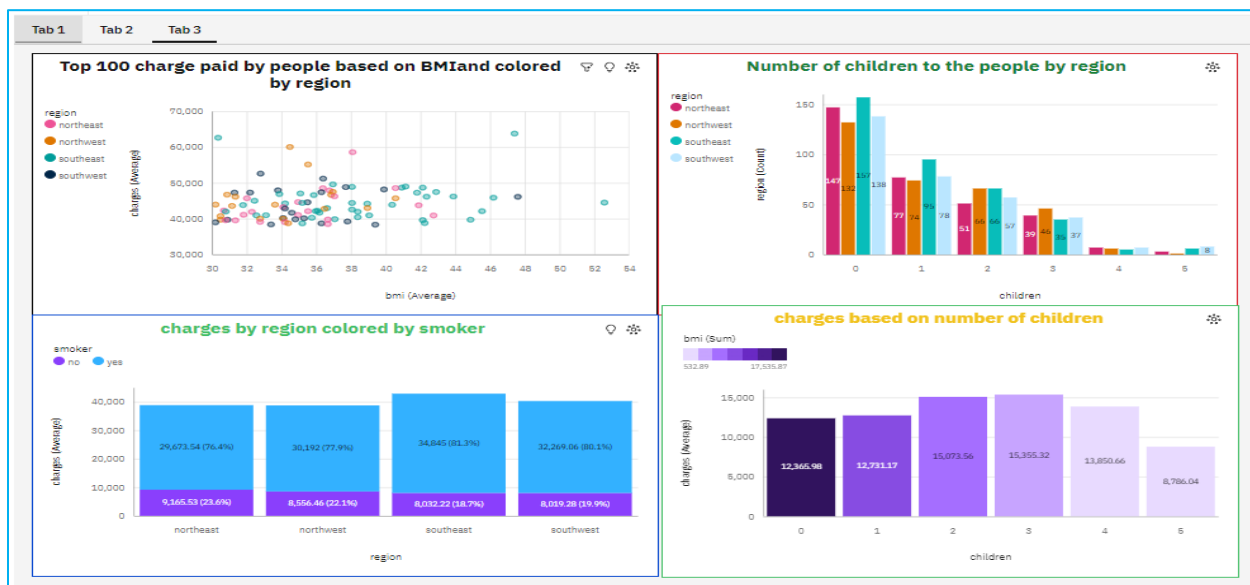 Tab 1 Tab 2 Tab 3
Top 100 charge paid by people based on BMIand colored
by region
region
northeast
northwest
southeast
southwest
charges (Average)
70,000
60,000
50,000
40,000
30,000
30 32 34 36 38 40 42 44 46 48 50 52 54
bmi (Average)
Number of children to the people by region
region
northeast
northwest
southeast
southwest
region (Count)
150
100
50
0
147 132 157 138
77 74 95 78
51 66 66 57
39 46 35 37
8
0 1 2 3 4 5
children
charges by region colored by smoker
smoker
no yes
charges (Average)
40,000
30,000
20,000
10,000
0
29,673.54 (76.4%) 30,192 (77.9%) 34,845 (81.3%) 32,269.06 (80.1%)
9,165.53 (23.6%) 8,556.46 (22.1%) 8,032.22 (18.7%) 8,019.28 (19.9%)
northeast northwest southeast southwest
region
charges based on number of children
bmi (Sum)
532.89 17,535.87
charges (Average)
15,000
10,000
5,000
0
12,365.98 12,731.17 15,073.56 15,355.32 13,850.66 8,786.04
0 1 2 3 4 5
children